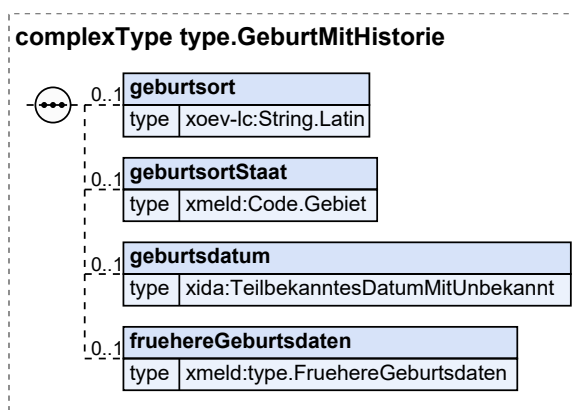 complexType type.GeburtMitHistorie
0..1 geburtsort
type xoev-lc:String.Latin
0..1 geburtsortStaat
type xmeld:Code.Gebiet
0..1 geburtsdatum
type xida:TeilbekanntesDatumMitUnbekannt
0..1 fruehereGeburtsdaten
type xmeld:type.FruehereGeburtsdaten